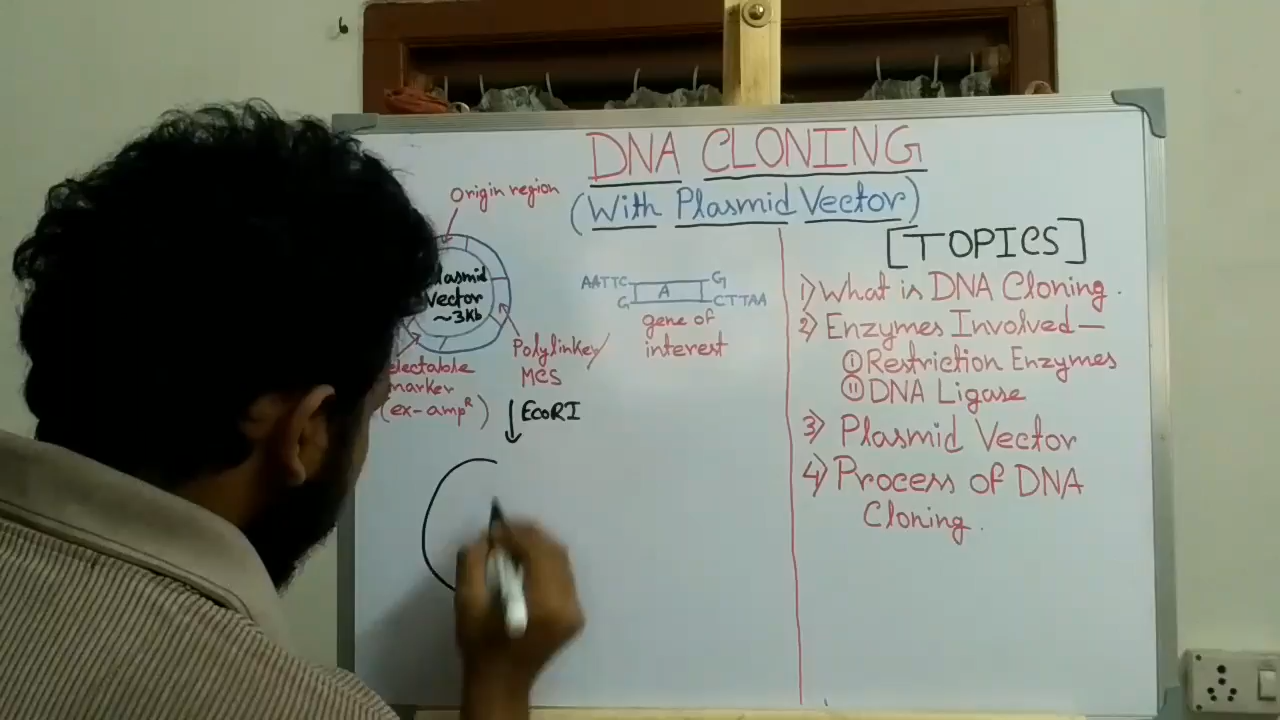 DNA CLONING
(With Plasmid Vector)
Origin region
lasmid
Vector
~3Kb
Polylinker/
MCS
electable
marker
(ex-ampᴿ)
↓EcoRI
AATTC G
A
G CTTAA
gene of
interest
[TOPICS]
1) What is DNA Cloning.
2) Enzymes Involved—
(i) Restriction Enzymes
(ii) DNA Ligase
3) Plasmid Vector
4) Process of DNA
Cloning.